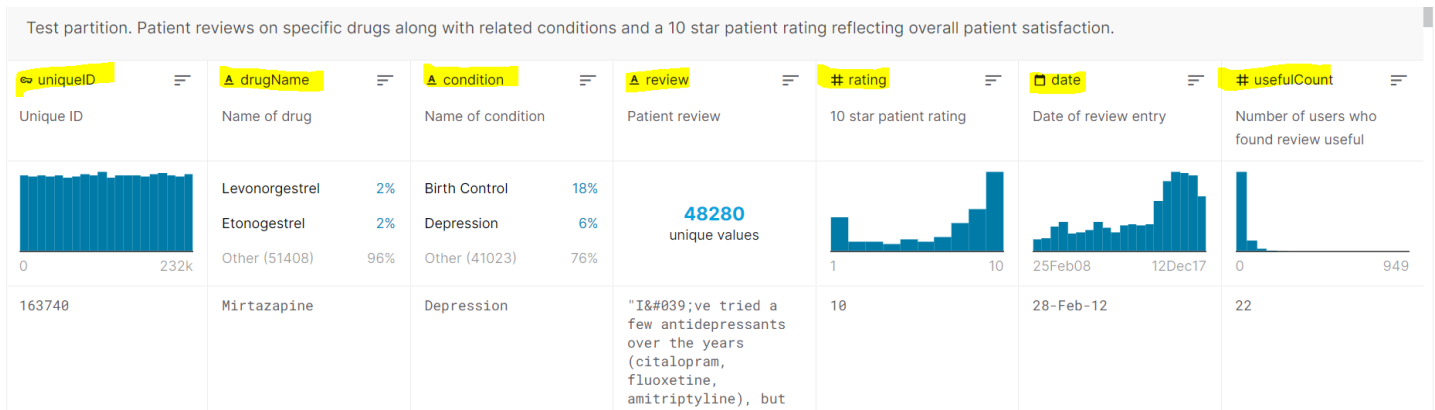 Test partition. Patient reviews on specific drugs along with related conditions and a 10 star patient rating reflecting overall patient satisfaction.
uniqueID
drugName
condition
review
rating
date
usefulCount
Unique ID
Name of drug
Name of condition
Patient review
10 star patient rating
Date of review entry
Number of users who
found review useful
0
232k
Levonorgestrel 2%
Etonogestrel 2%
Other (51408) 96%
Birth Control 18%
Depression 6%
Other (41023) 76%
48280
unique values
1
10
25Feb08
12Dec17
0
949
163740
Mirtazapine
Depression
"I&#039;ve tried a
few antidepressants
over the years
(citalopram,
fluoxetine,
amitriptyline), but
10
28-Feb-12
22